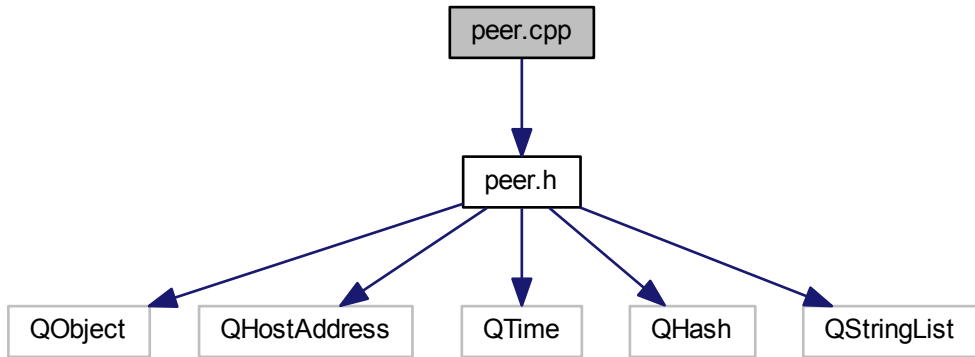 peer.cpp
peer.h
QObject
QHostAddress
QTime
QHash
QStringList